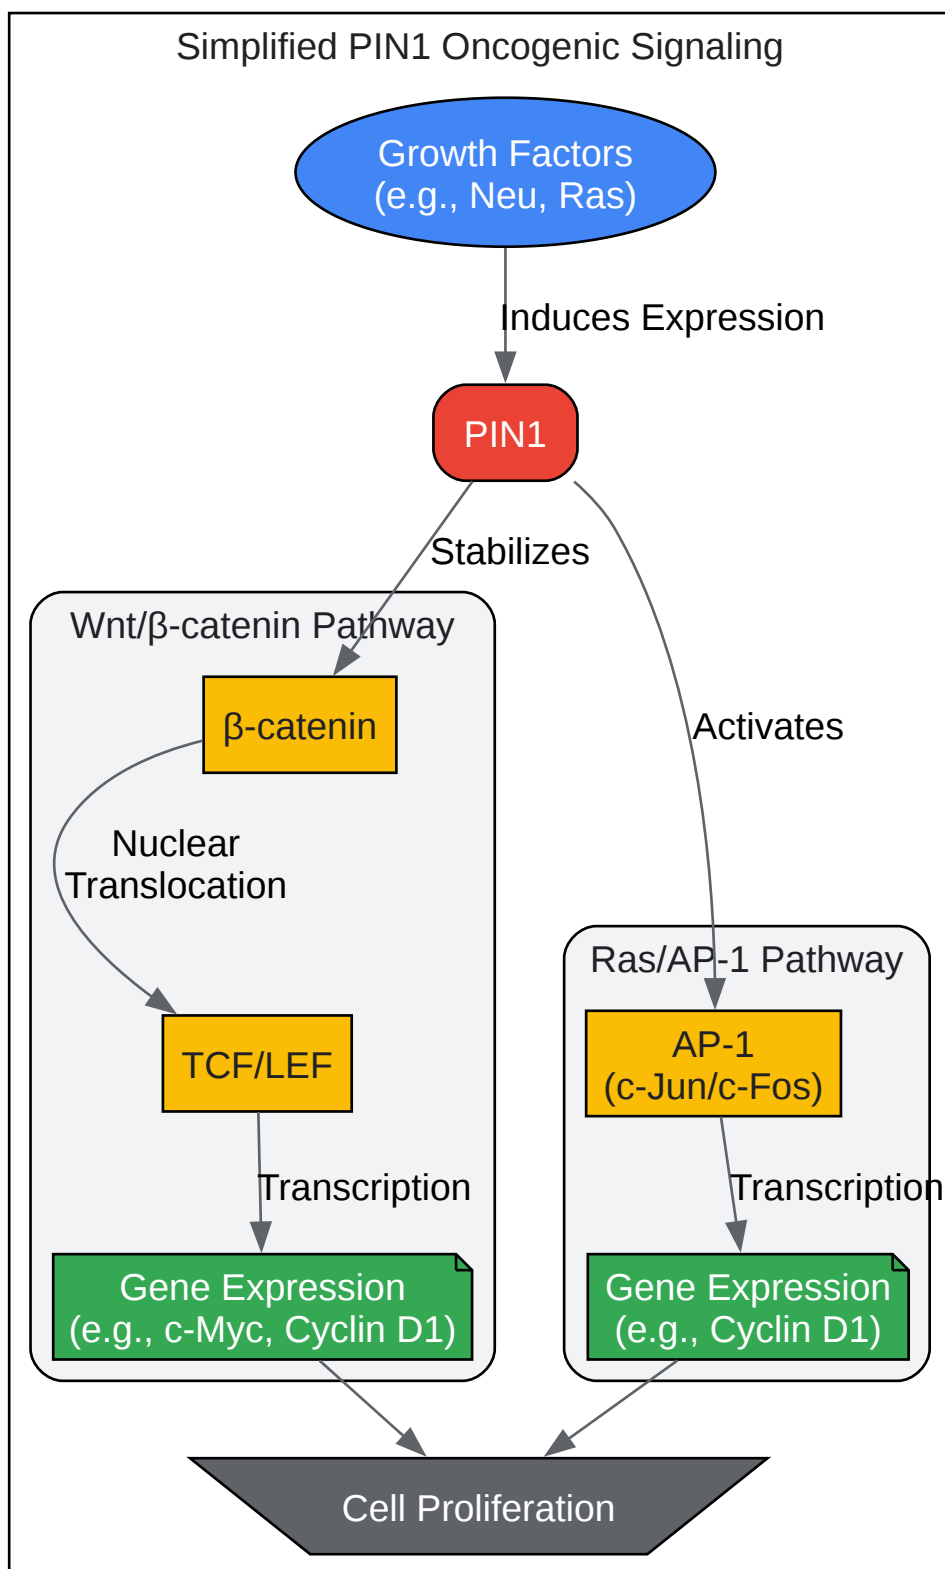 Simplified PIN1 Oncogenic Signaling
Growth Factors
(e.g., Neu, Ras)
Induces Expression
PIN1
Stabilizes
Wnt/β-catenin Pathway
β-catenin
Activates
Nuclear
Translocation
Ras/AP-1 Pathway
TCF/LEF
AP-1
(c-Jun/c-Fos)
Transcription
Transcription
Gene Expression
(e.g., c-Myc, Cyclin D1)
Gene Expression
(e.g., Cyclin D1)
Cell Proliferation